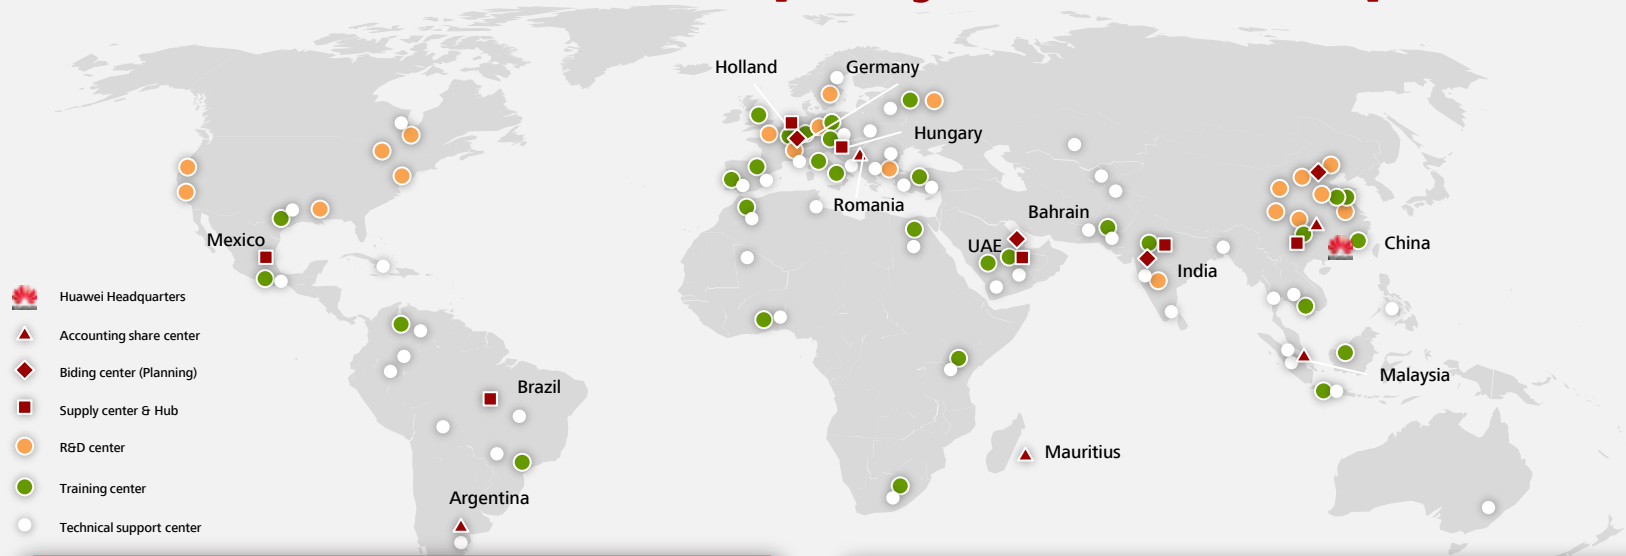 Holland
Germany
Hungary
Romania
Bahrain
UAE
China
India
Mexico
Huawei Headquarters
Accounting share center
Biding center (Planning)
Supply center & Hub
R&D center
Training center
Technical support center
Brazil
Malaysia
Mauritius
Argentina